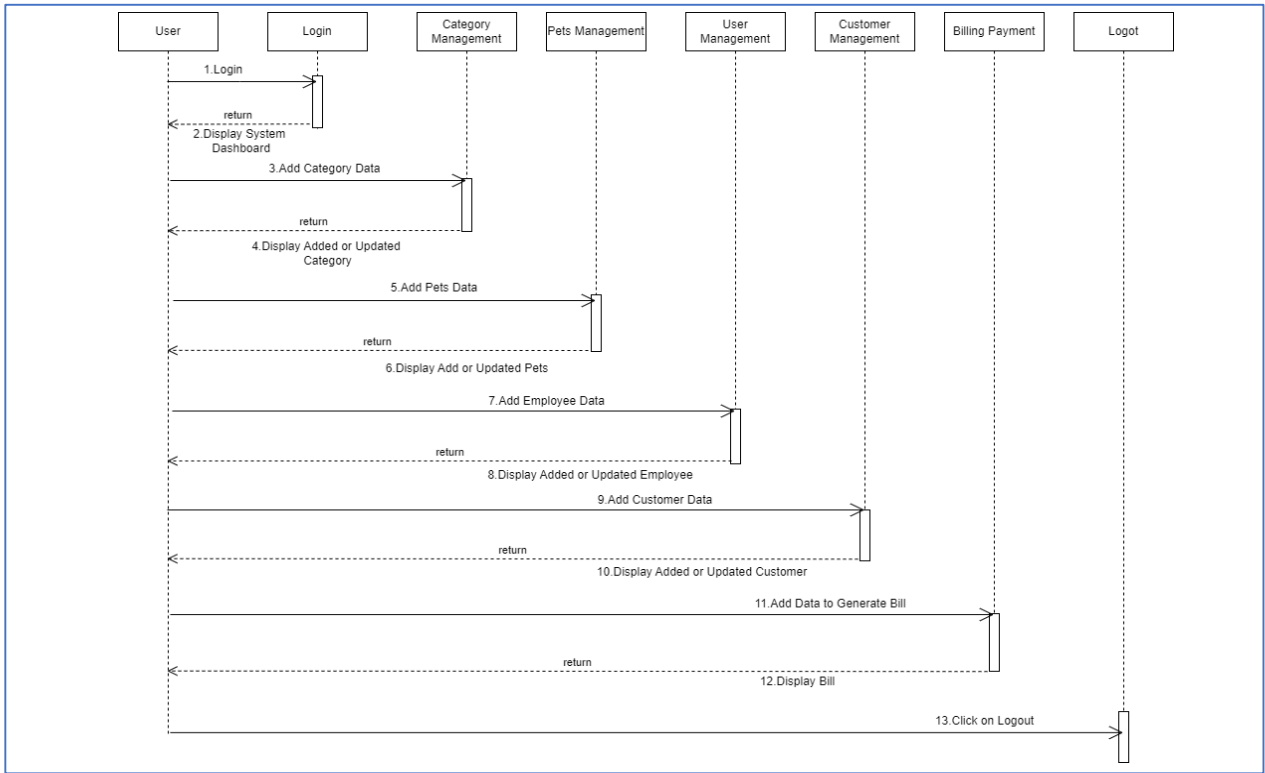 User
Login
Category
Management
Pets Management
User
Management
Customer
Management
Billing Payment
Logot
1.Login
return
2.Display System
Dashboard
3.Add Category Data
return
4.Display Added or Updated
Category
5.Add Pets Data
return
6.Display Add or Updated Pets
7.Add Employee Data
return
8.Display Added or Updated Employee
9.Add Customer Data
return
10.Display Added or Updated Customer
11.Add Data to Generate Bill
return
12.Display Bill
13.Click on Logout